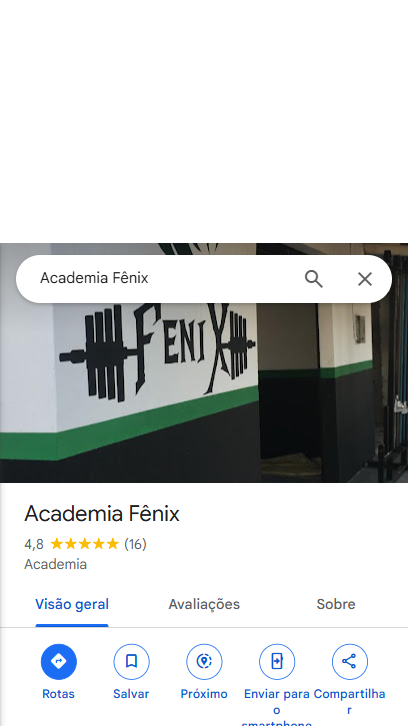 Academia Fênix
FENIX
Academia Fênix
4,8 (16)
Academia
Visão geral Avaliações Sobre
Rotas Salvar Próximo Enviar para o smartphone Compartilhar